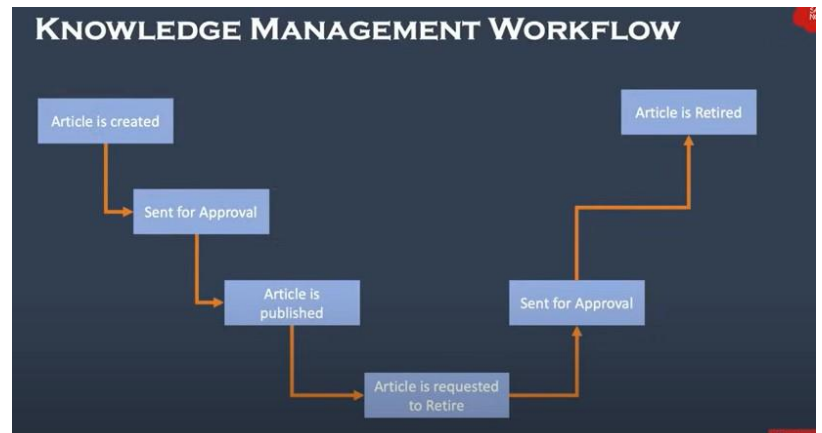 KNOWLEDGE MANAGEMENT WORKFLOW
Article is created
Sent for Approval
Article is
published
Article is requested
to Retire
Sent for Approval
Article is Retired